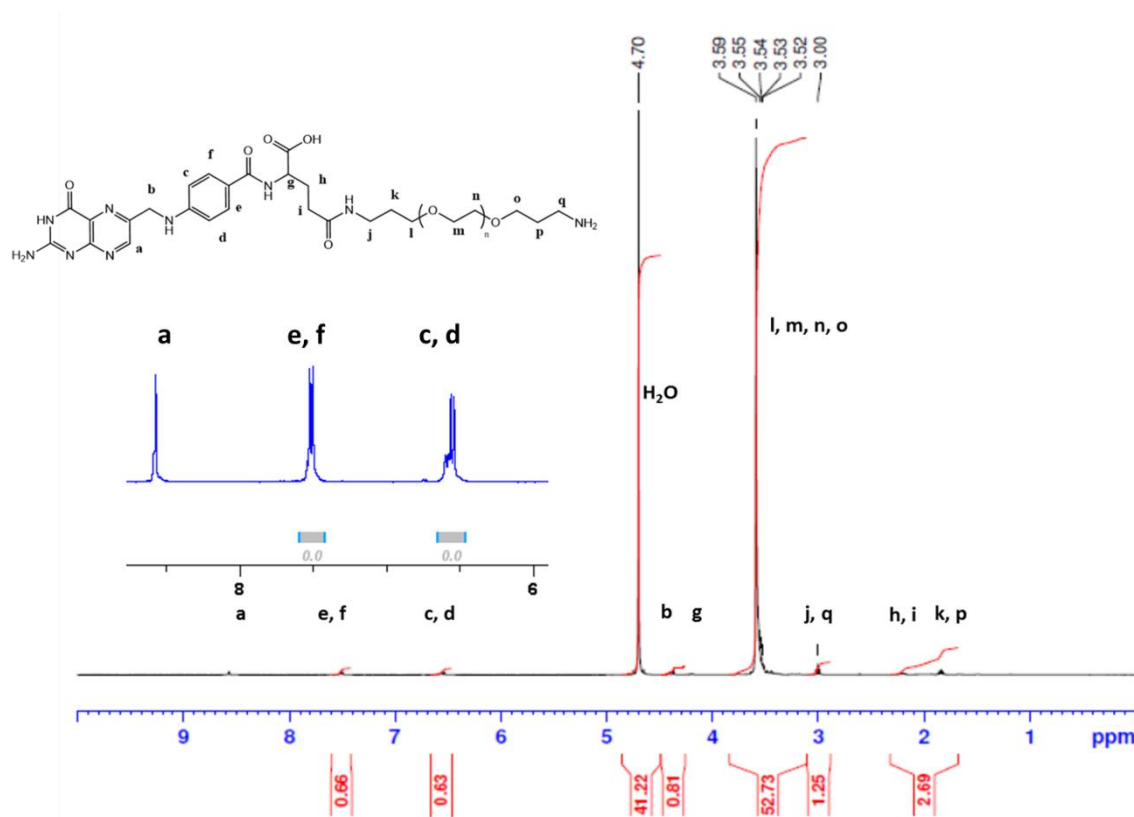 4.70
3.59
3.55
3.54
3.53
3.52
3.00
O
OH
f
O
h
c
g
b
k
n
O
N
H
e
i
H
N
O
o
q
HN
N
N
H
d
O
j
l
m
n
O
p
NH2
a
H2N
N
N
a
e, f
c, d
l, m, n, o
H2O
0.0
0.0
8
6
a
e, f
c, d
b
g
j, q
h, i
k, p
9
8
7
6
5
4
3
2
1
ppm
0.66
0.63
41.22
0.81
52.73
1.25
2.69